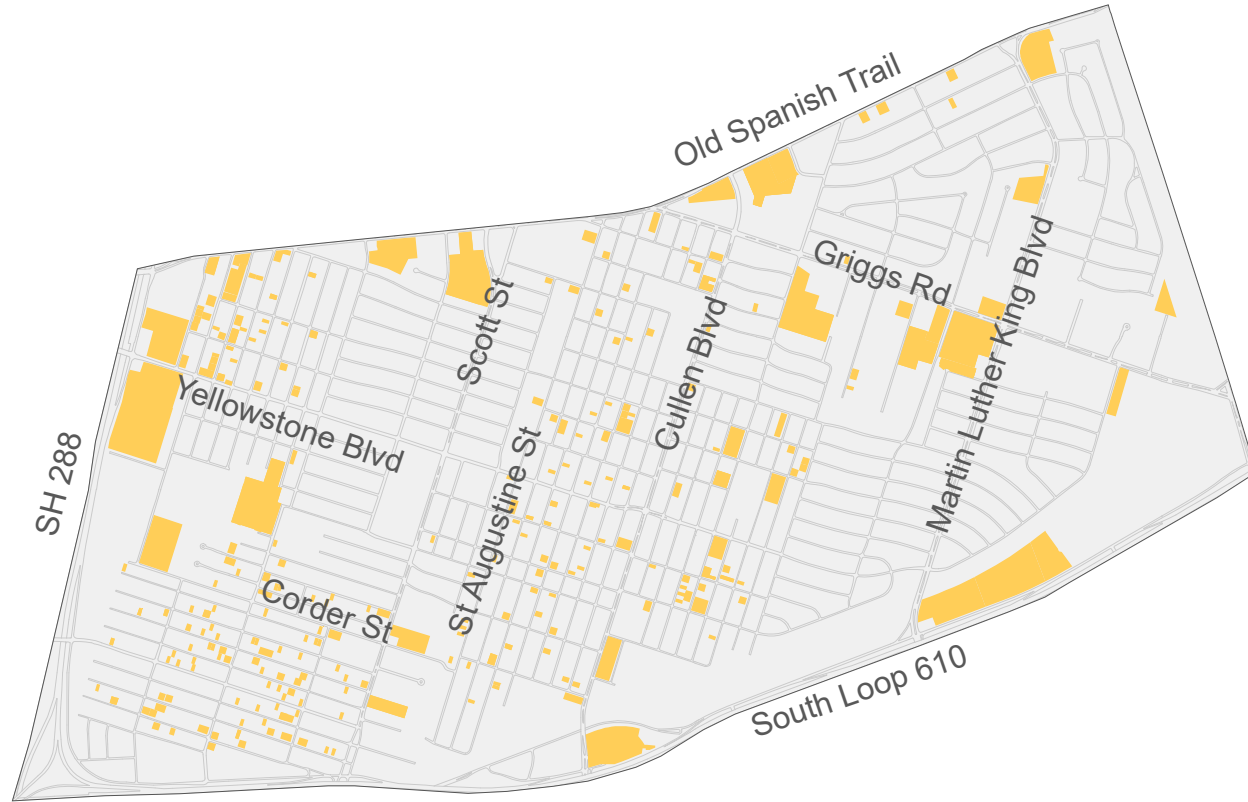 Old Spanish Trail
Griggs Rd
Martin Luther King Blvd
Scott St
Cullen Blvd
Yellowstone Blvd
SH 288
St Augustine St
Corder St
South Loop 610